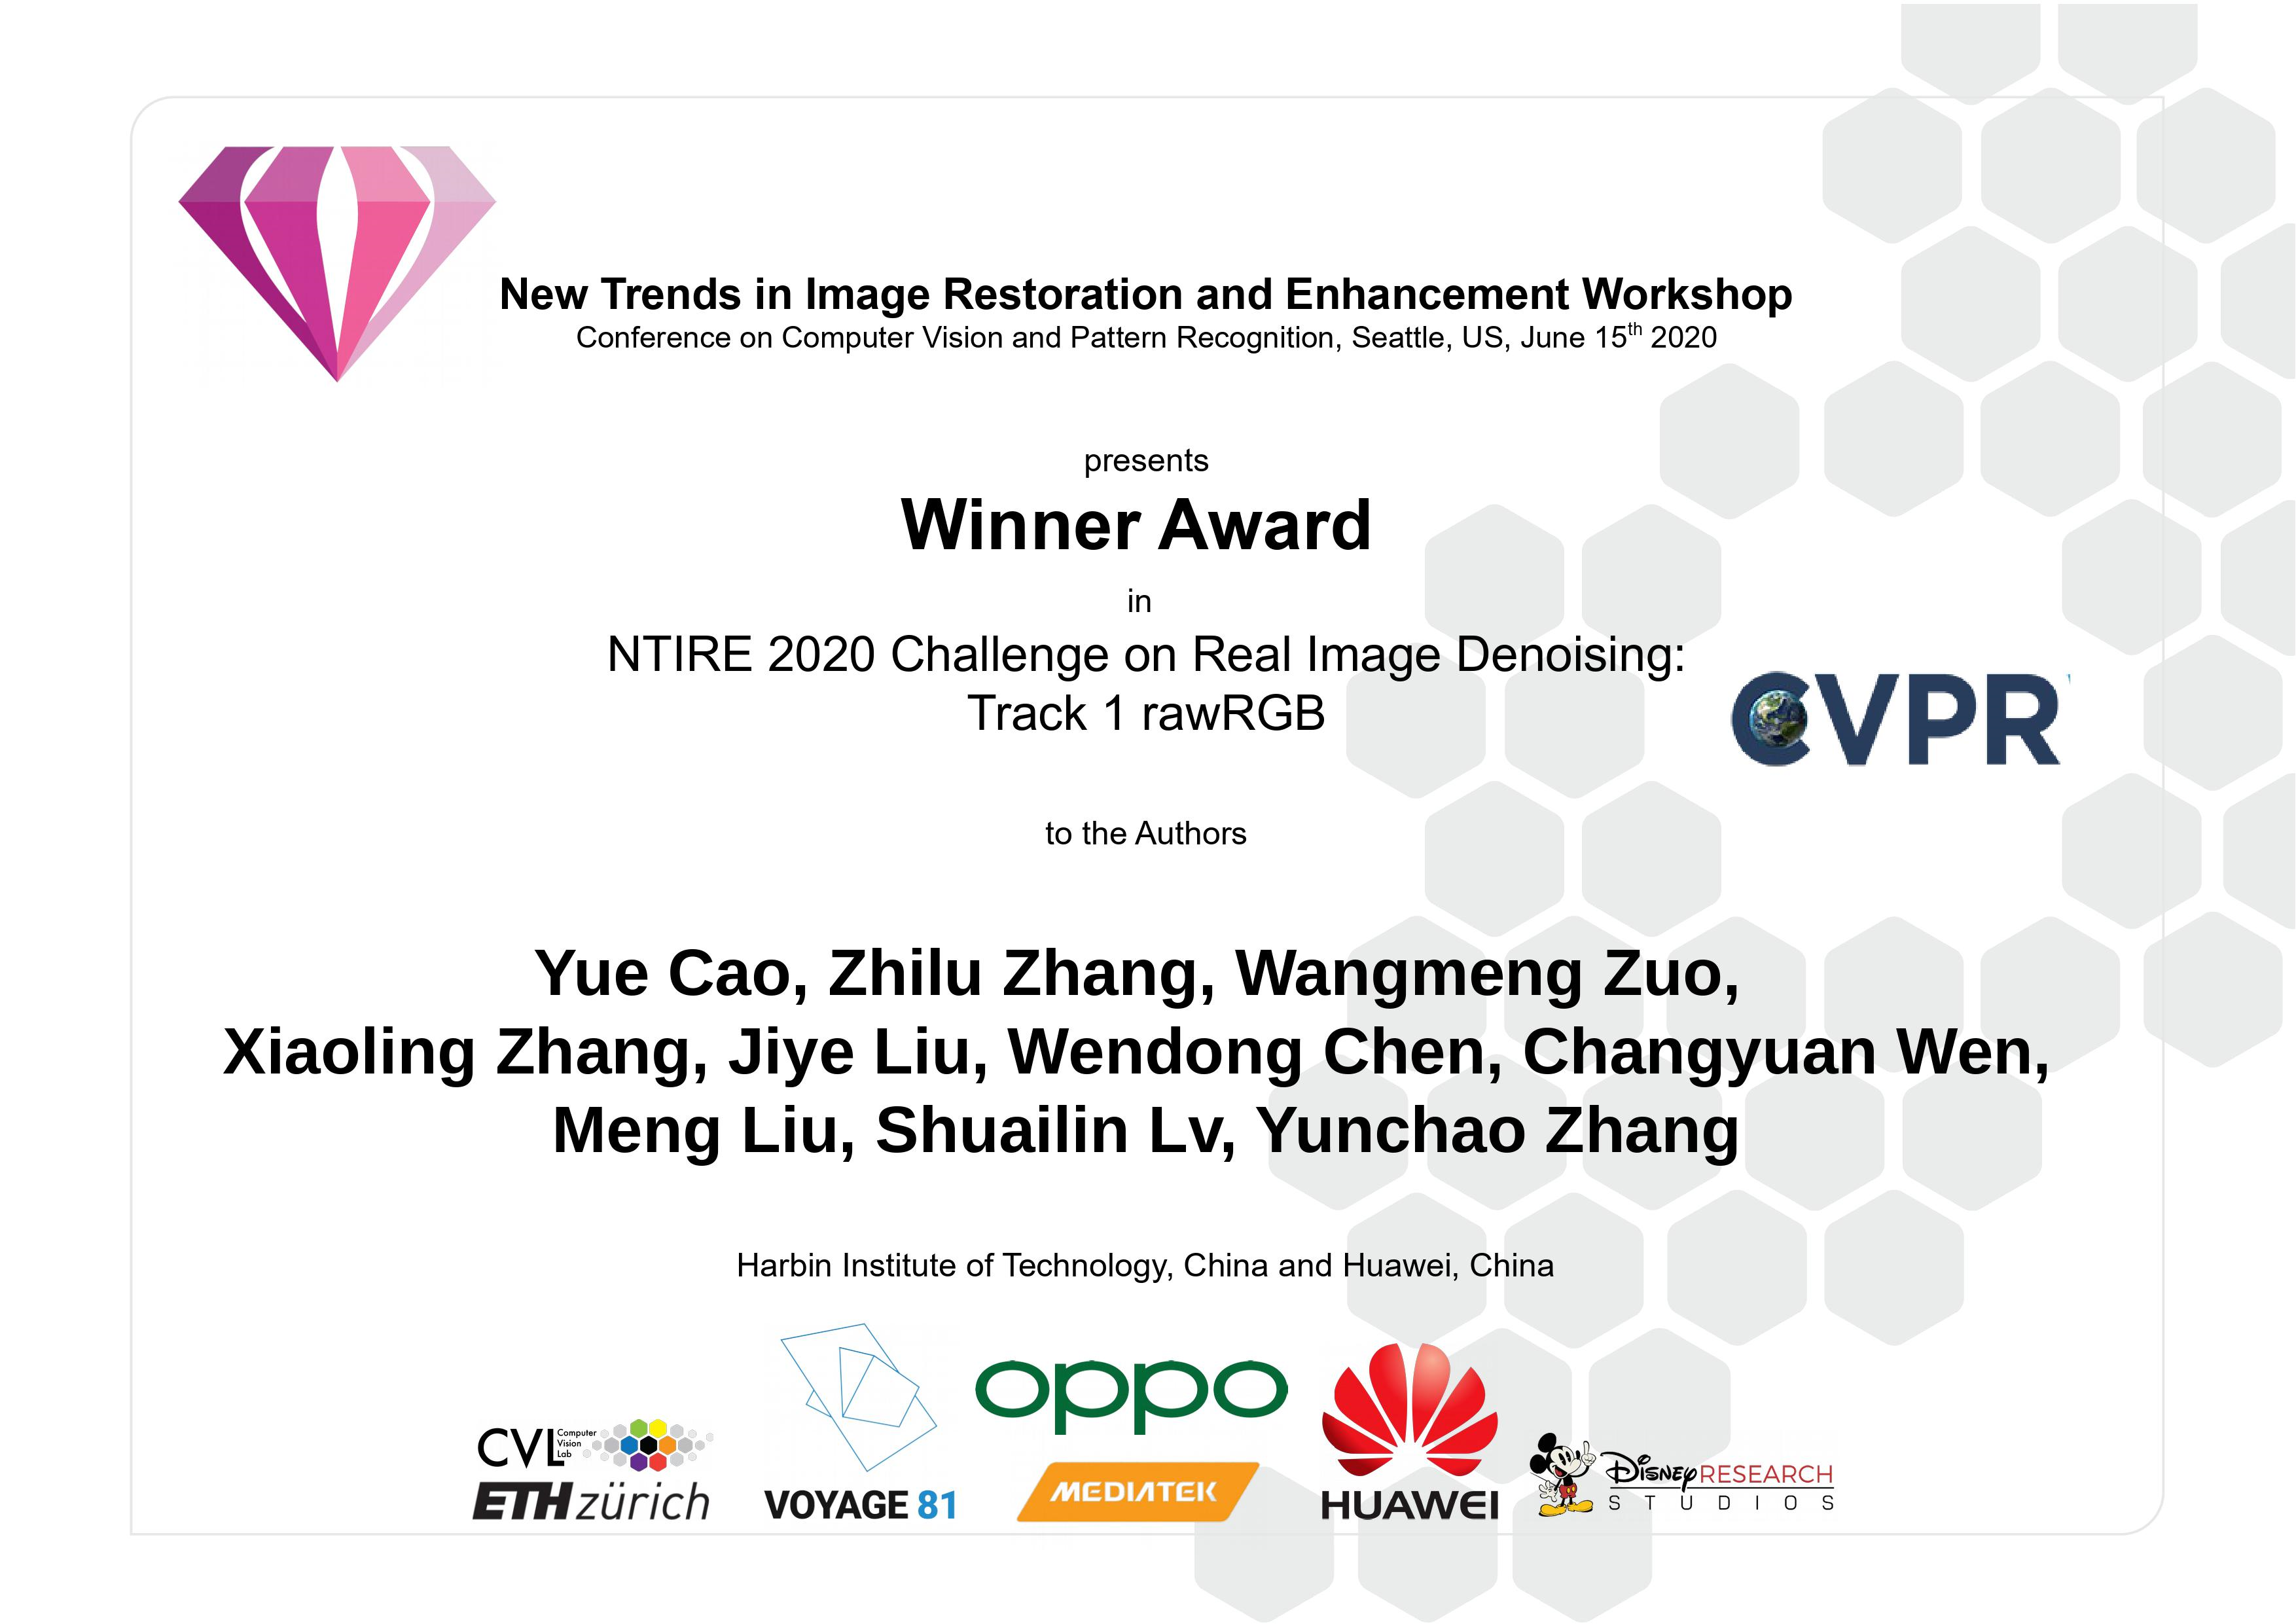 New Trends in Image Restoration and Enhancement Workshop
Conference on Computer Vision and Pattern Recognition, Seattle, US, June 15th 2020
presents
Winner Award
in
NTIRE 2020 Challenge on Real Image Denoising:
Track 1 rawRGB
CVPR
to the Authors
Yue Cao, Zhilu Zhang, Wangmeng Zuo,
Xiaoling Zhang, Jiye Liu, Wendong Chen, Changyuan Wen,
Meng Liu, Shuailin Lv, Yunchao Zhang
Harbin Institute of Technology, China and Huawei, China
CVL Computer
Vision
Lab
ETH zürich
VOYAGE 81
oppo
MEDIATEK
HUAWEI
Disney RESEARCH
STUDIOS